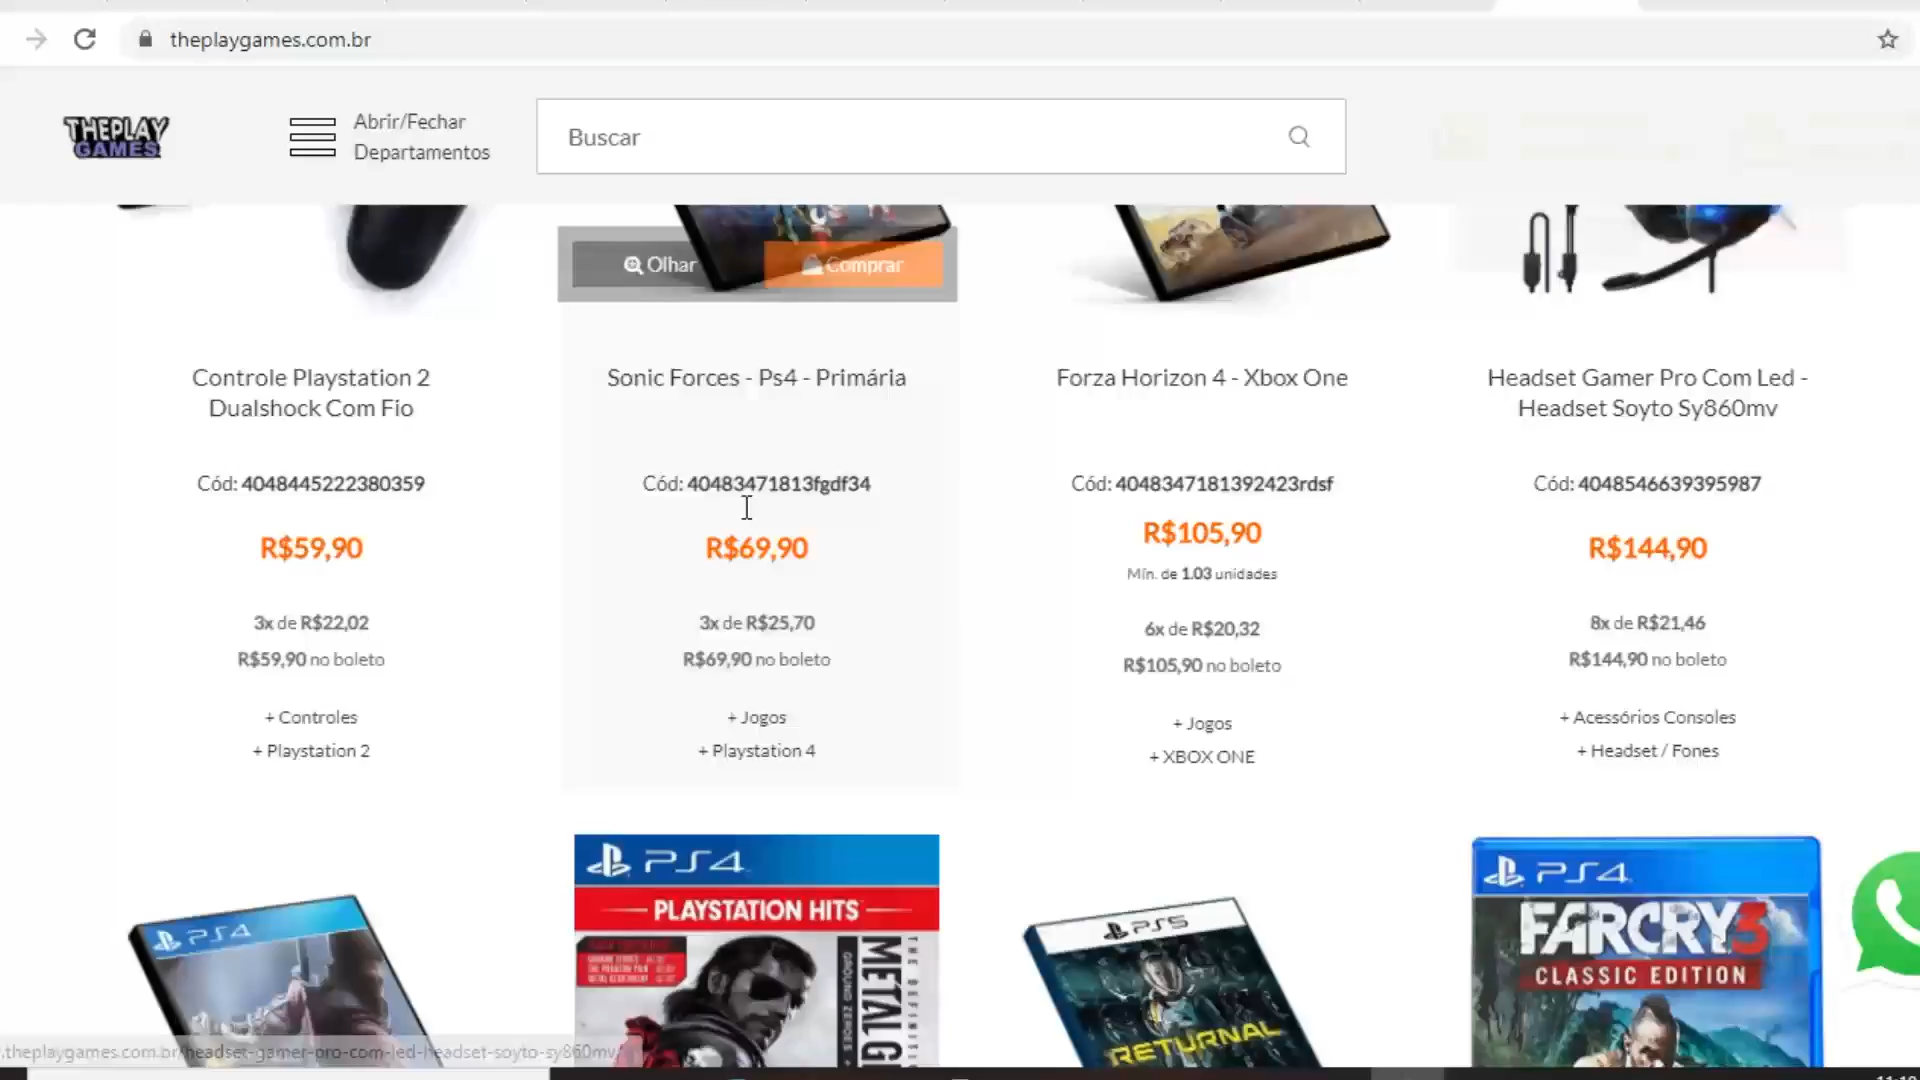 theplaygames.com.br
THEPLAY
GAMES
Abrir/Fechar
Departamentos
Buscar
Olhar
Comprar
Controle Playstation 2
Dualshock Com Fio
Cód: 4048445222380359
R$59,90
3x de R$22,02
R$59,90 no boleto
+ Controles
+ Playstation 2
Sonic Forces - Ps4 - Primária
Cód: 40483471813fgdf34
R$69,90
3x de R$25,70
R$69,90 no boleto
+ Jogos
+ Playstation 4
Forza Horizon 4 - Xbox One
Cód: 4048347181392423rdsf
R$105,90
Mín. de 1.03 unidades
6x de R$20,32
R$105,90 no boleto
+ Jogos
+ XBOX ONE
Headset Gamer Pro Com Led -
Headset Soyto Sy860mv
Cód: 4048546639395987
R$144,90
8x de R$21,46
R$144,90 no boleto
+ Acessórios Consoles
+ Headset / Fones
PS4
PS4
PLAYSTATION HITS
METAL G
GROUND ZEROES +
THE DEFINITIVE
PS5
RETURNAL
PS4
FARCRY3
CLASSIC EDITION
.theplaygames.com.br/headset-gamer-pro-com-led-headset-soyto-sy860mv/